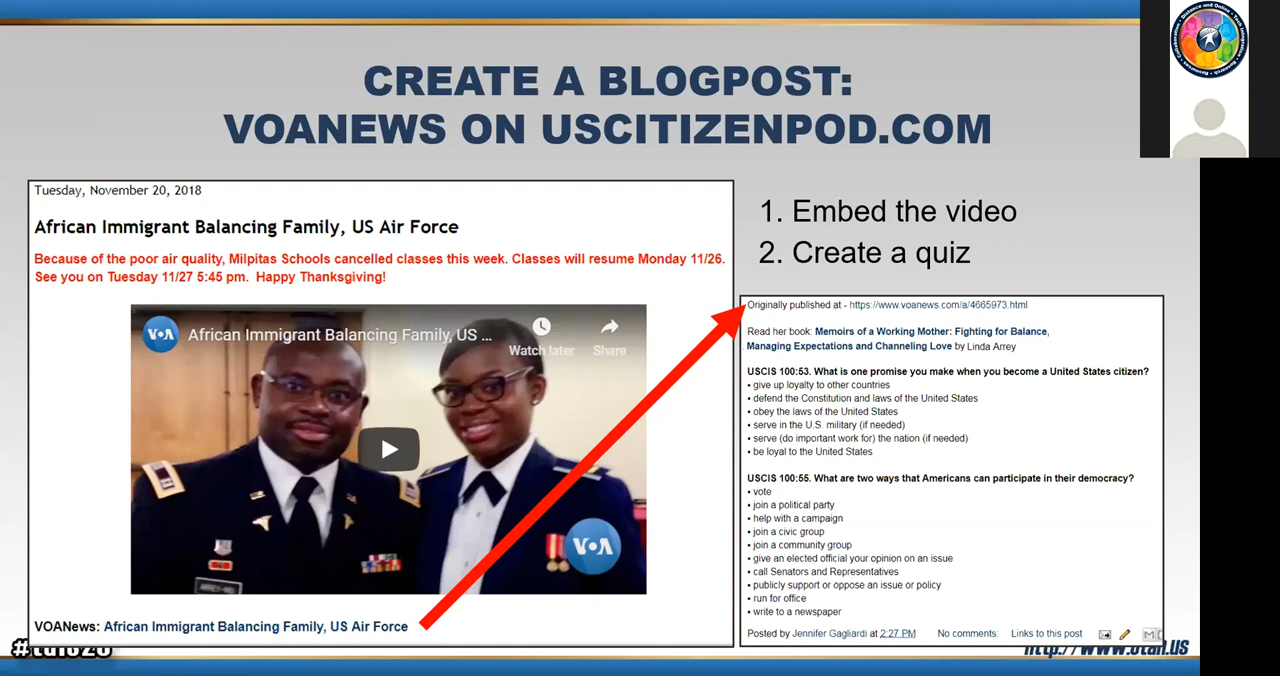 CREATE A BLOGPOST:
VOANEWS ON USCITIZENPOD.COM
Tuesday, November 20, 2018
African Immigrant Balancing Family, US Air Force
Because of the poor air quality, Milpitas Schools cancelled classes this week. Classes will resume Monday 11/26.
See you on Tuesday 11/27 5:45 pm. Happy Thanksgiving!
VOA
African Immigrant Balancing Family, US ...
Watch later
Share
VOA
VOANews: African Immigrant Balancing Family, US Air Force
1. Embed the video
2. Create a quiz
Originally published at - https://www.voanews.com/a/4665973.html
Read her book: Memoirs of a Working Mother: Fighting for Balance,
Managing Expectations and Channeling Love by Linda Arrey
USCIS 100:53. What is one promise you make when you become a United States citizen?
• give up loyalty to other countries
• defend the Constitution and laws of the United States
• obey the laws of the United States
• serve in the U.S. military (if needed)
• serve (do important work for) the nation (if needed)
• be loyal to the United States
USCIS 100:55. What are two ways that Americans can participate in their democracy?
• vote
• join a political party
• help with a campaign
• join a civic group
• join a community group
• give an elected official your opinion on an issue
• call Senators and Representatives
• publicly support or oppose an issue or policy
• run for office
• write to a newspaper
Posted by Jennifer Gagliardi at 2:27 PM No comments: Links to this post